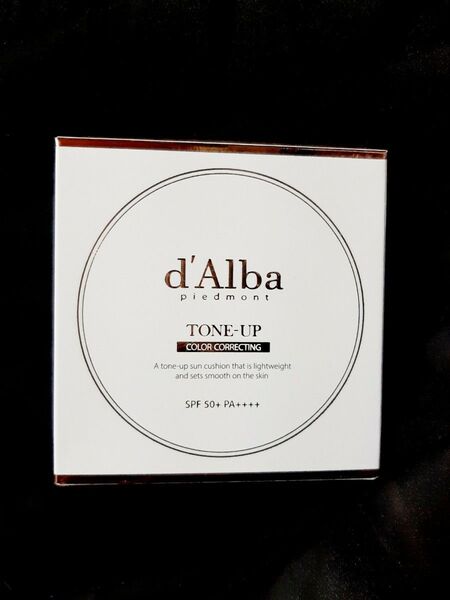 d'Alba
piedmont
TONE-UP
COLOR CORRECTING
A tone-up sun cushion that is lightweight
and sets smooth on the skin
SPF 50+ PA++++